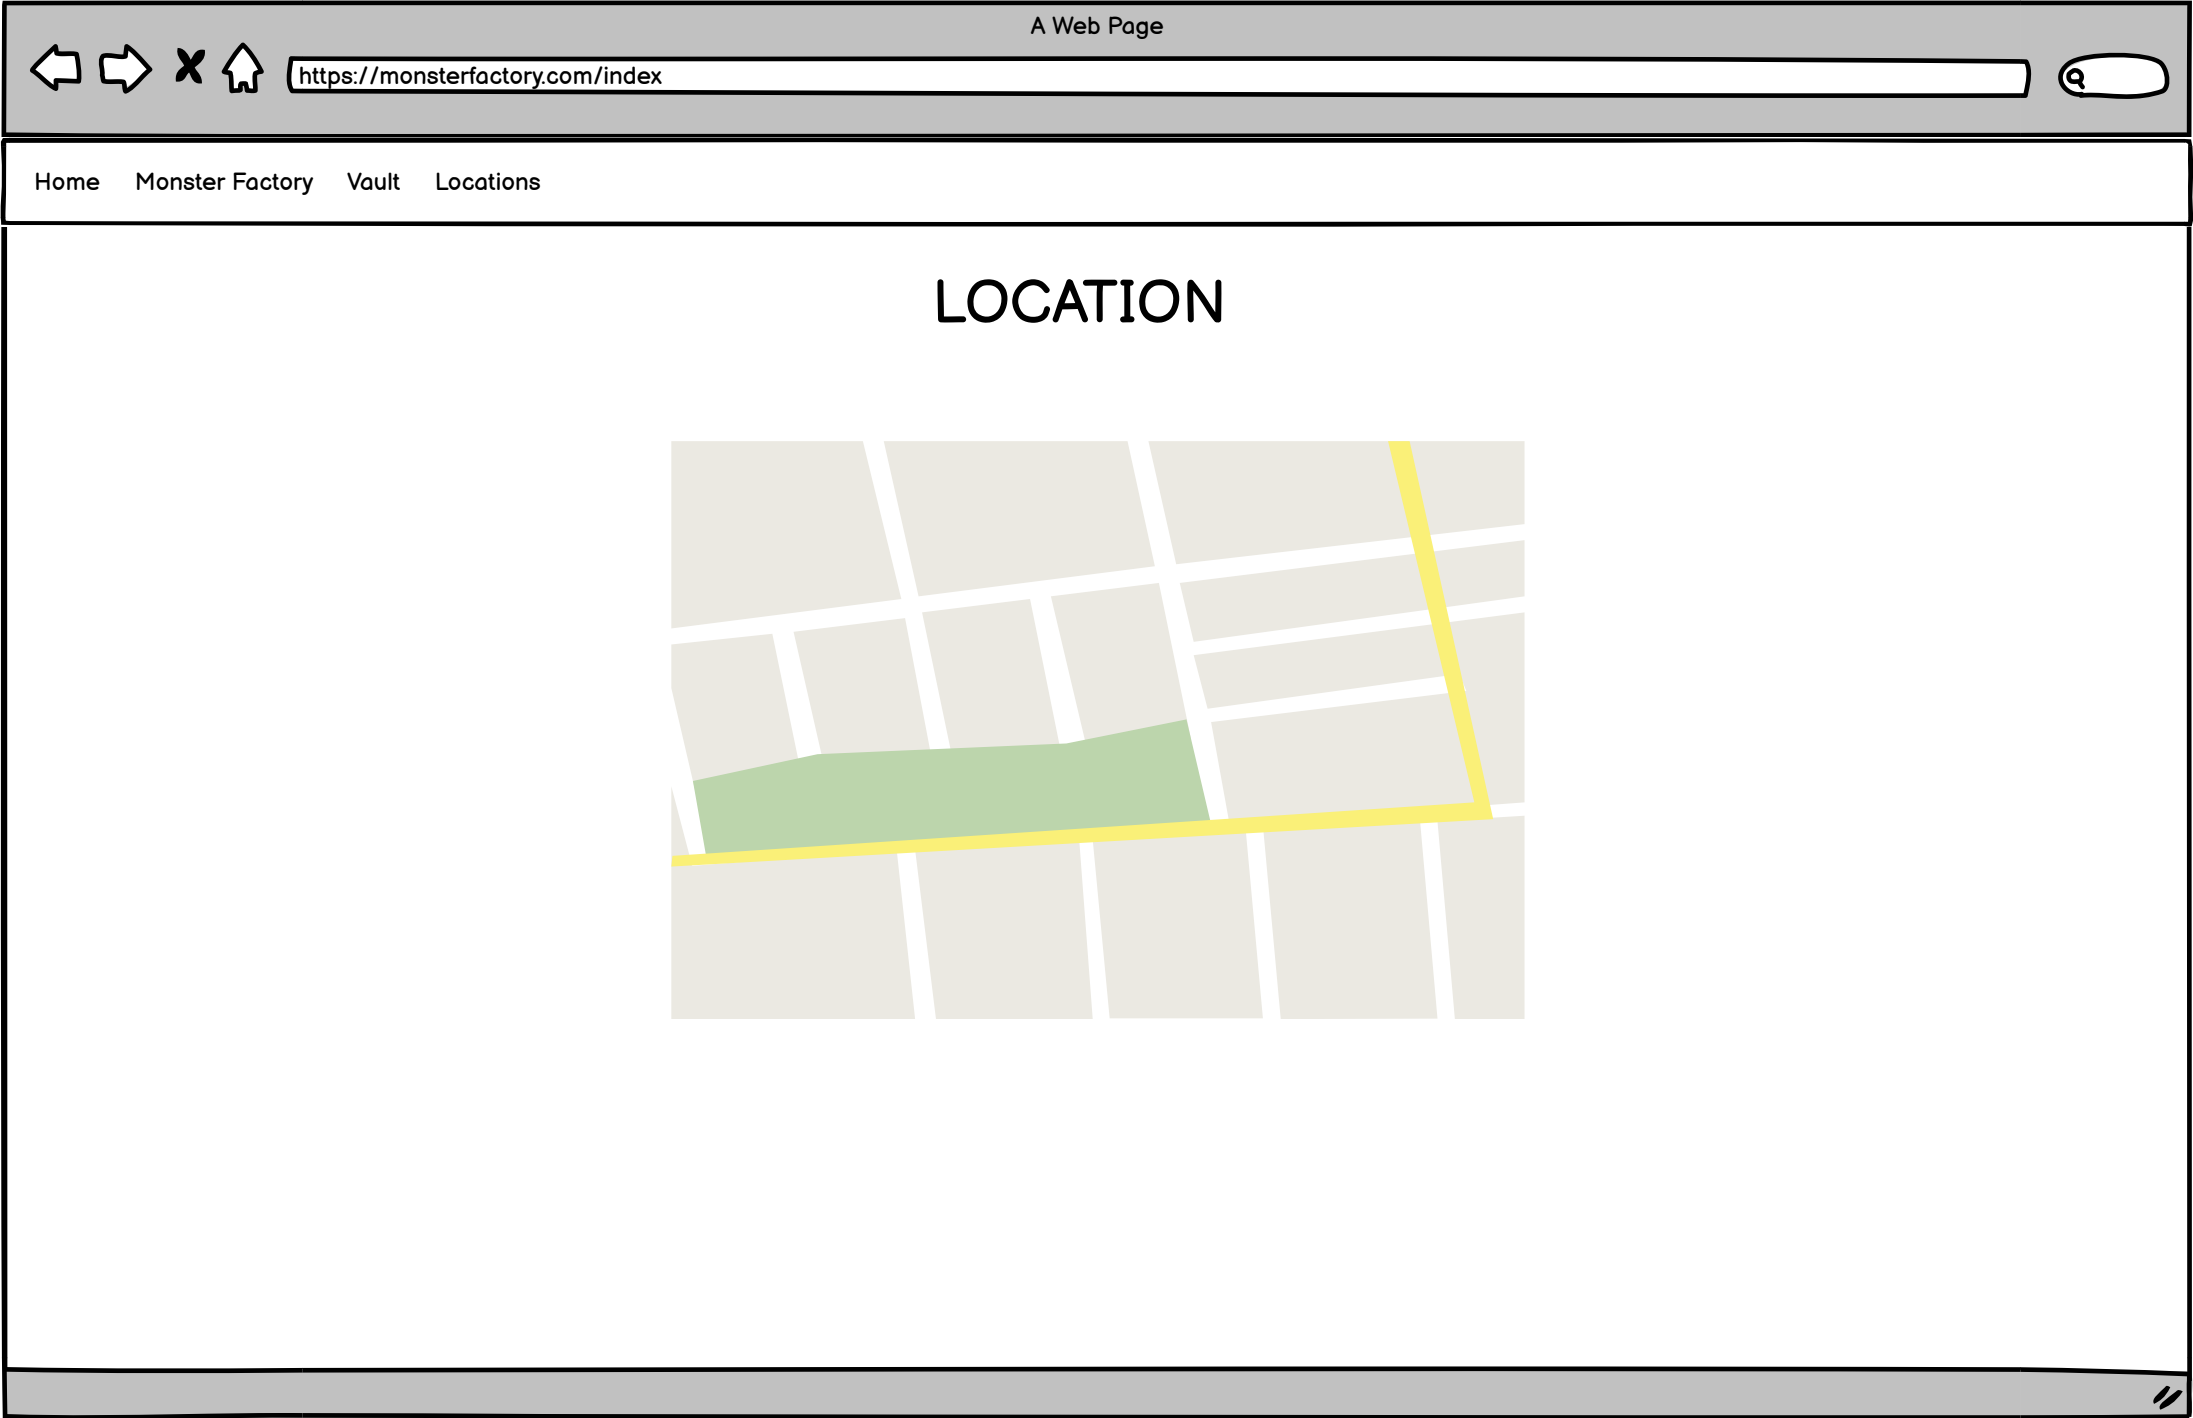 A Web Page
https://monsterfactory.com/index
Home Monster Factory Vault Locations
LOCATION